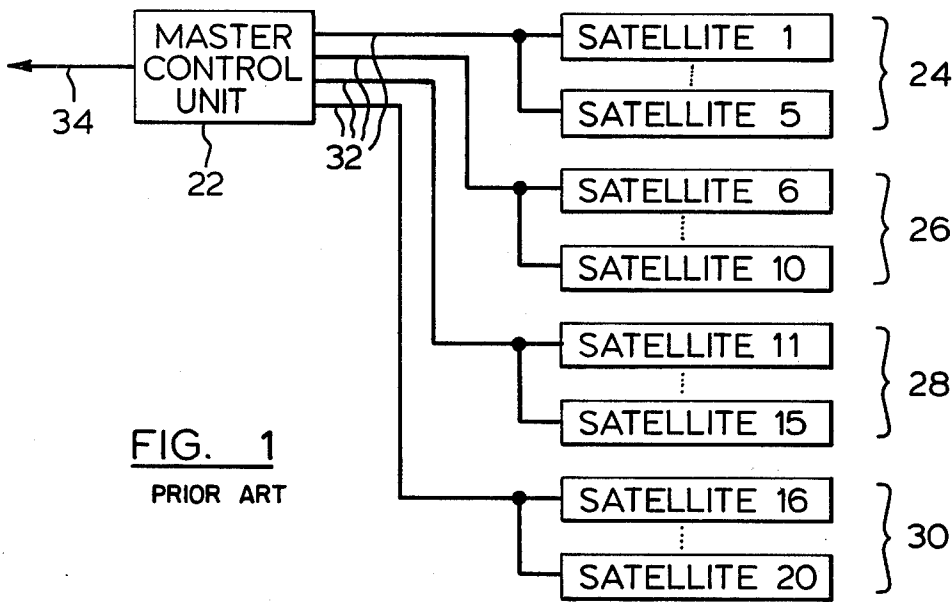 MASTER
CONTROL
UNIT
34
22
32
SATELLITE 1
SATELLITE 5
24
SATELLITE 6
SATELLITE 10
26
SATELLITE 11
SATELLITE 15
28
SATELLITE 16
SATELLITE 20
30
FIG. 1
PRIOR ART